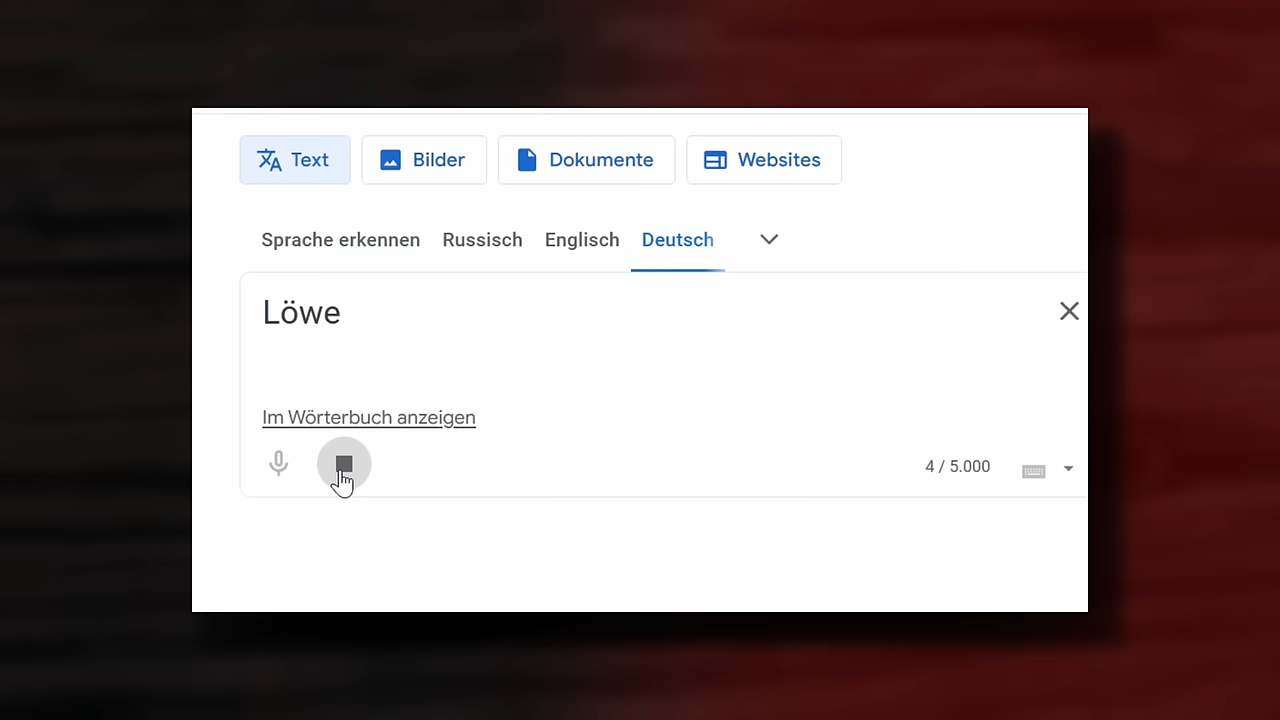 Text Bilder Dokumente Websites
Sprache erkennen Russisch Englisch Deutsch
Löwe
Im Wörterbuch anzeigen
4 / 5.000